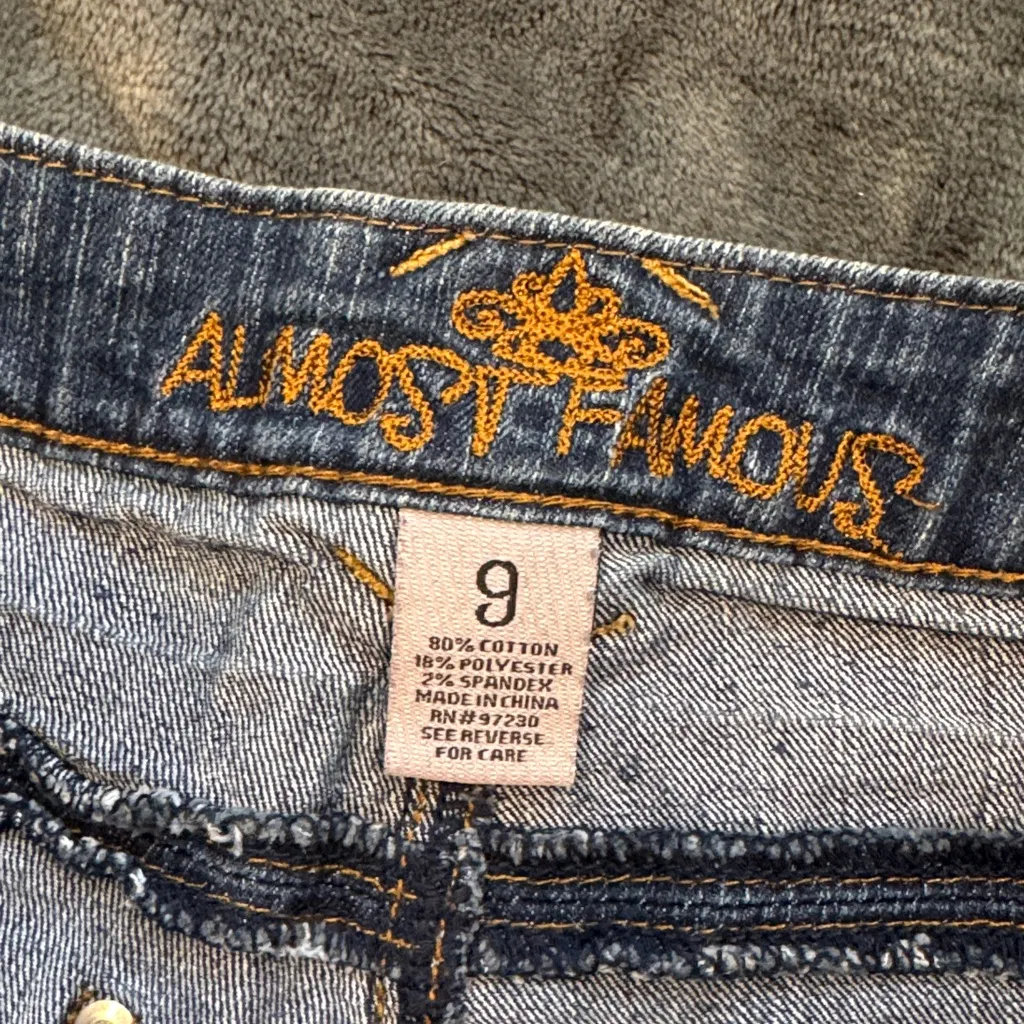 ALMOST FAMOUS
9
80% COTTON
18% POLYESTER
2% SPANDEX
MADE IN CHINA
RN#97230
SEE REVERSE
FOR CARE